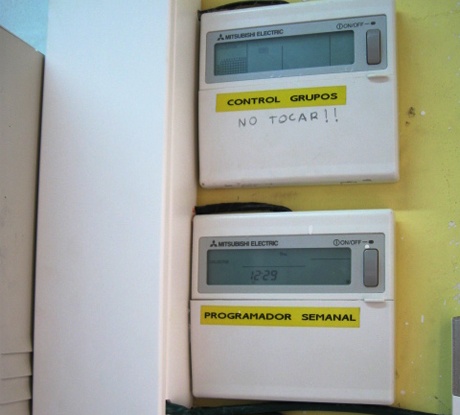 MITSUBISHI ELECTRIC
ON/OFF
CONTROL GRUPOS
NO TOCAR!!
MITSUBISHI ELECTRIC
ON/OFF
12:29
PROGRAMADOR SEMANAL